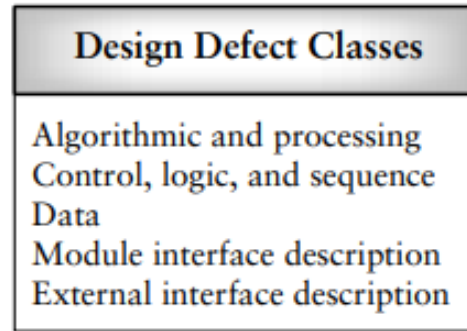 Design Defect Classes
Algorithmic and processing
Control, logic, and sequence
Data
Module interface description
External interface description